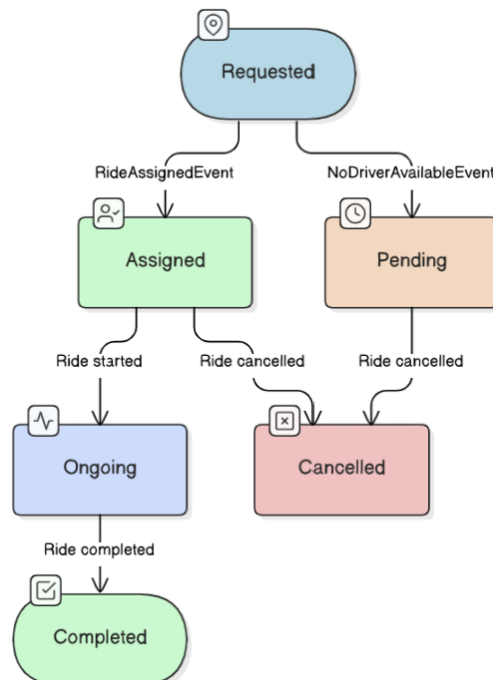 Requested
RideAssignedEvent
NoDriverAvailableEvent
Assigned
Pending
Ride started
Ride cancelled
Ride cancelled
Ongoing
Cancelled
Ride completed
Completed